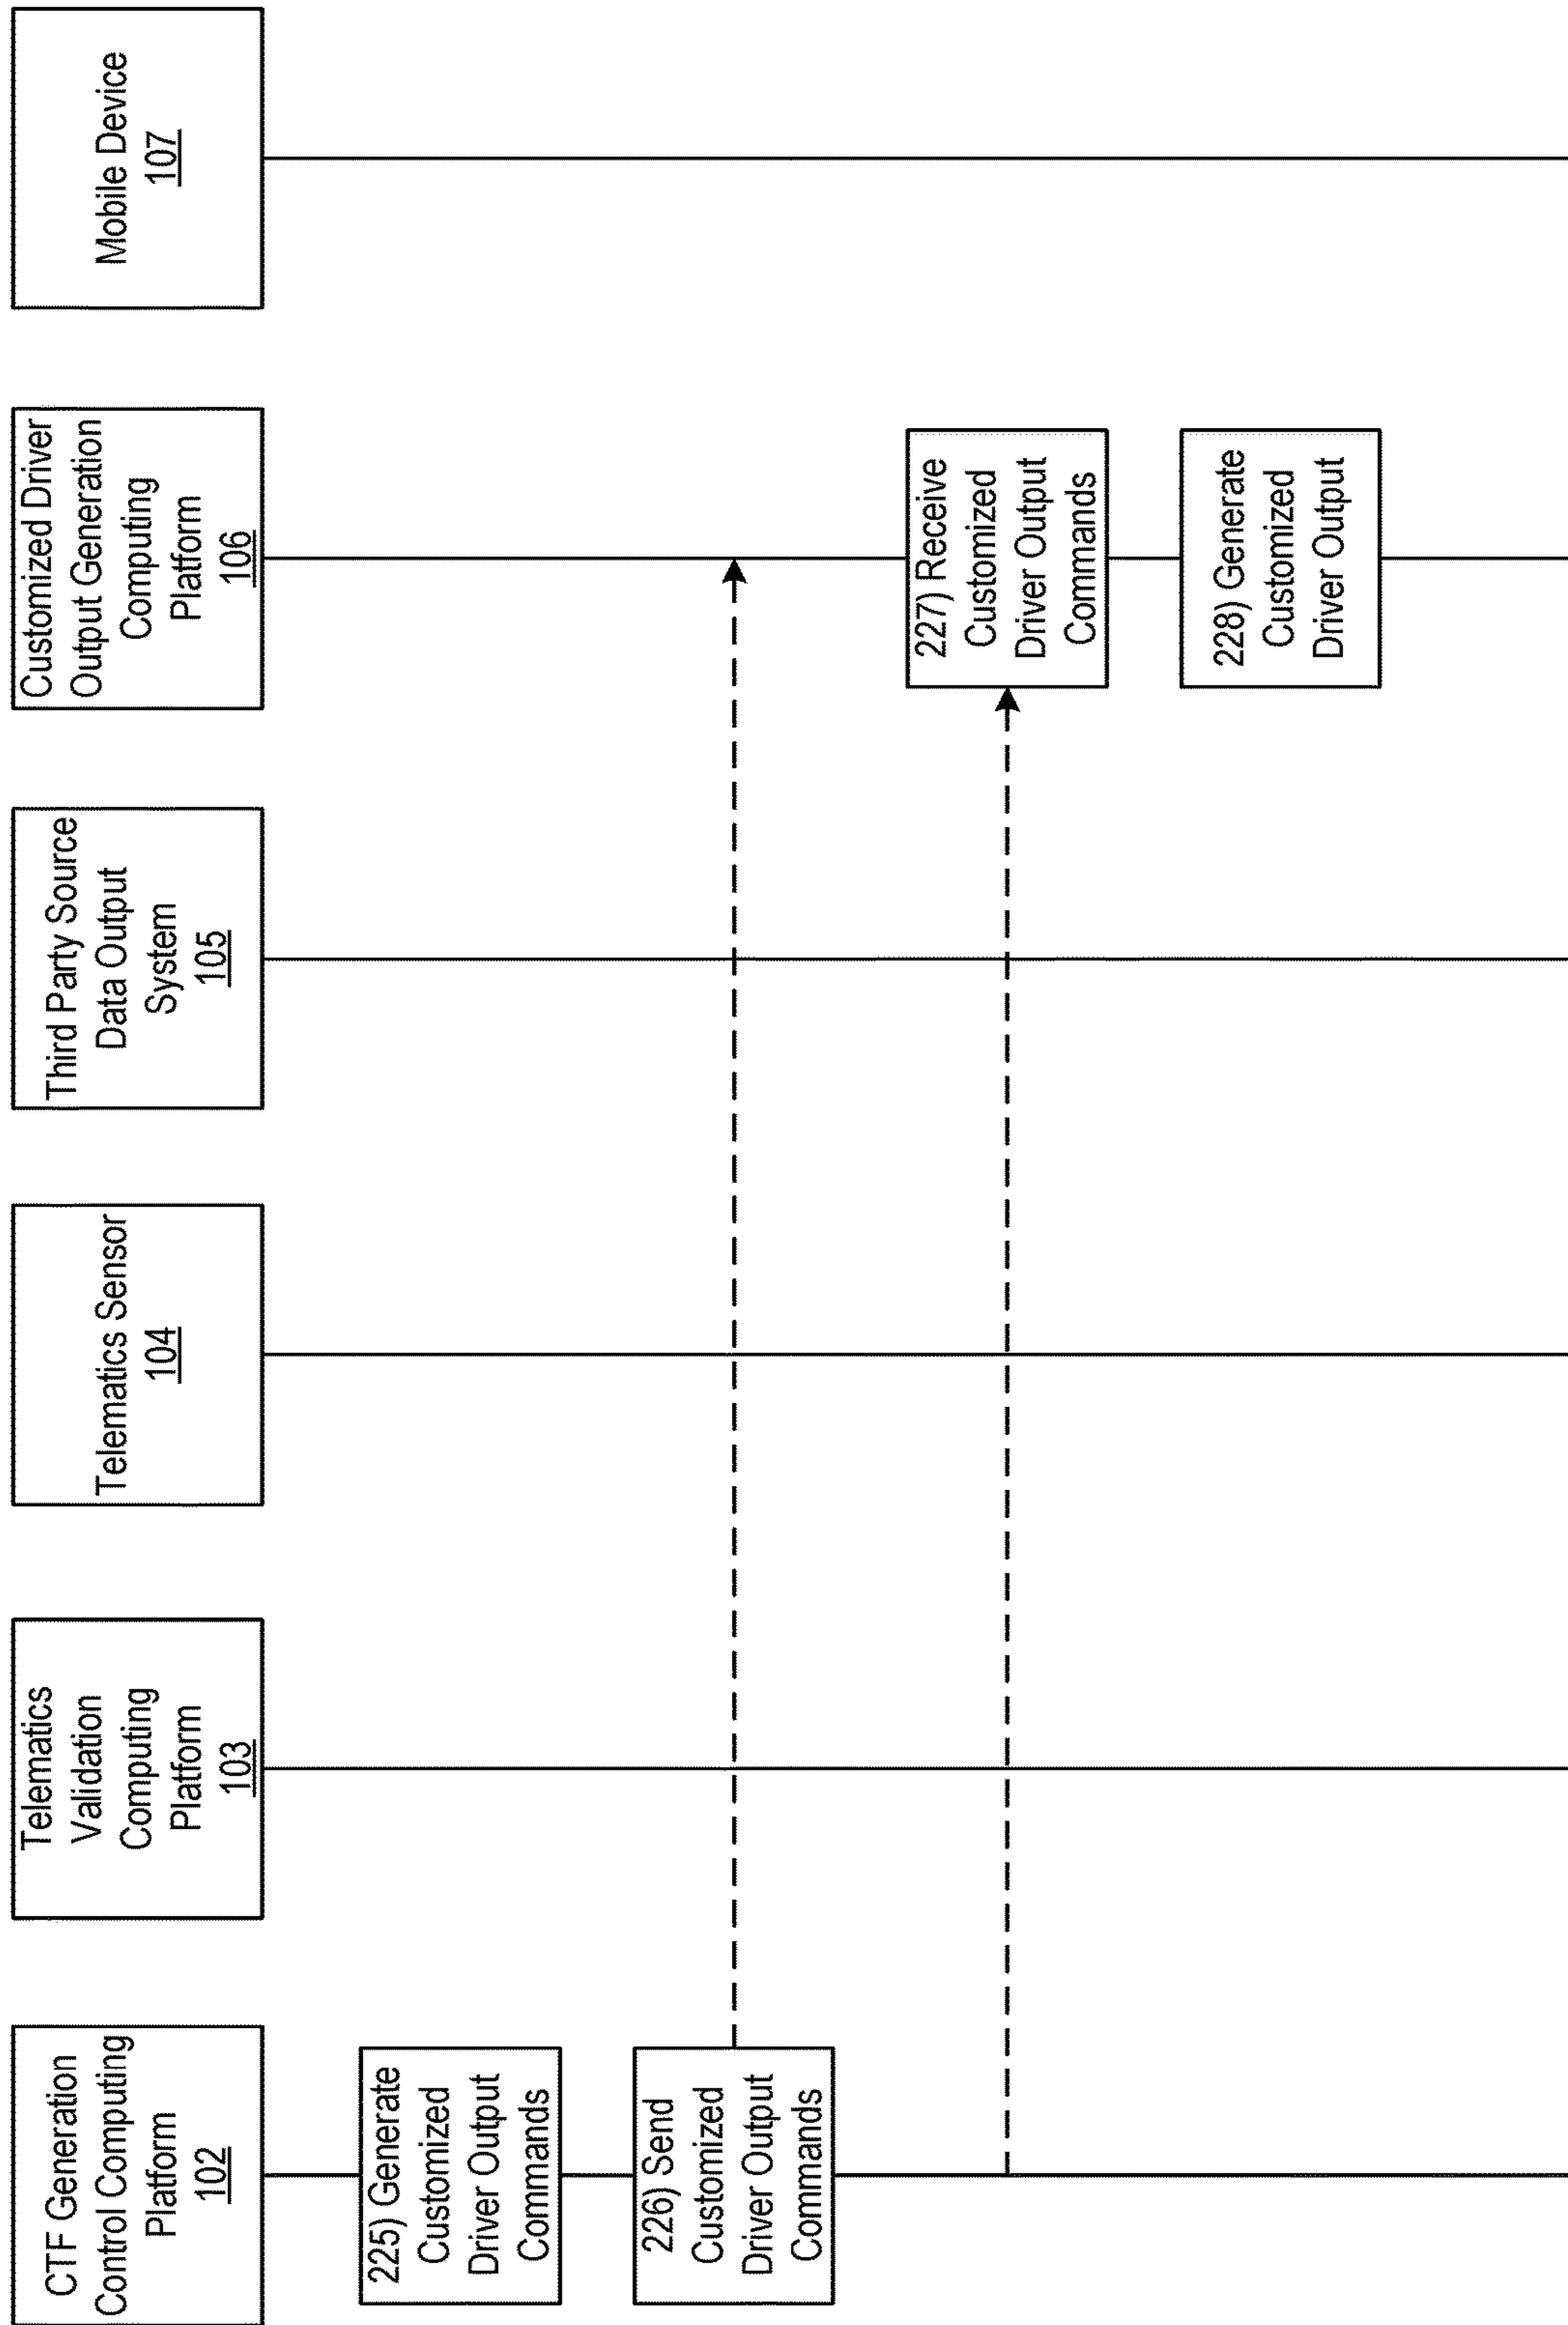 CTF Generation
Control Computing
Platform
102
Telematics
Validation
Computing
Platform
103
Telematics Sensor
104
Third Party Source
Data Output
System
105
Customized Driver
Output Generation
Computing
Platform
106
Mobile Device
107
225) Generate
Customized
Driver Output
Commands
226) Send
Customized
Driver Output
Commands
227) Receive
Customized
Driver Output
Commands
228) Generate
Customized
Driver Output